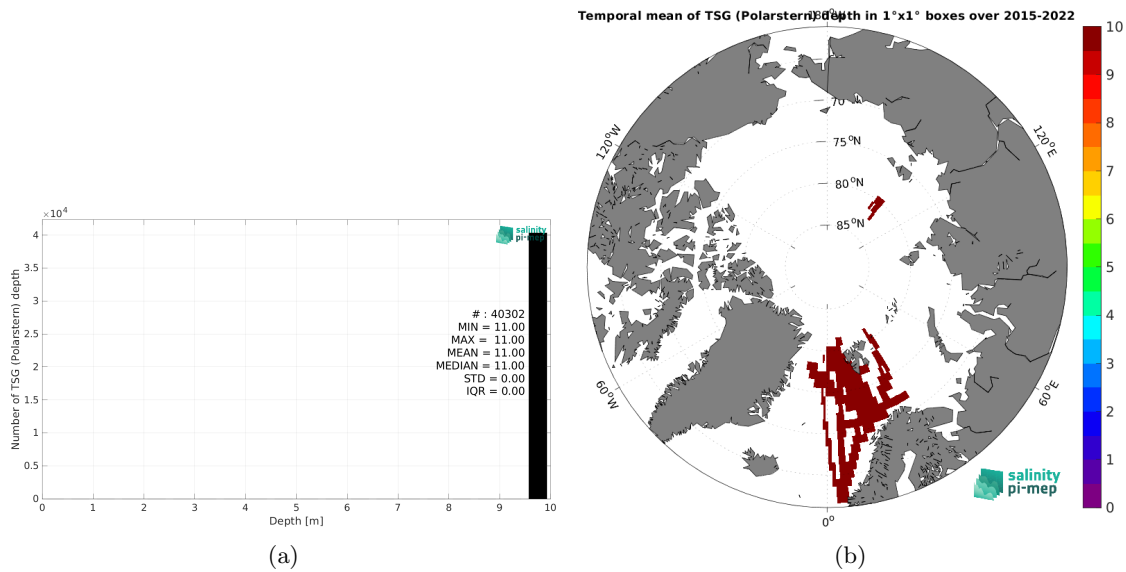 ×10⁴
4
3.5
3
2.5
2
1.5
1
0.5
0
Number of TSG (Polarstern) depth
salinity
pi-mep
# : 40302
MIN = 11.00
MAX = 11.00
MEAN = 11.00
MEDIAN = 11.00
STD = 0.00
IQR = 0.00
0 1 2 3 4 5 6 7 8 9 10
Depth [m]
(a)
Temporal mean of TSG (Polarstern) depth in 1°x1° boxes over 2015-2022
180°W
120°W
120°E
70°N
75°N
80°N
85°N
60°W
60°E
0°
10
9
8
7
6
5
4
3
2
1
0
salinity
pi-mep
(b)